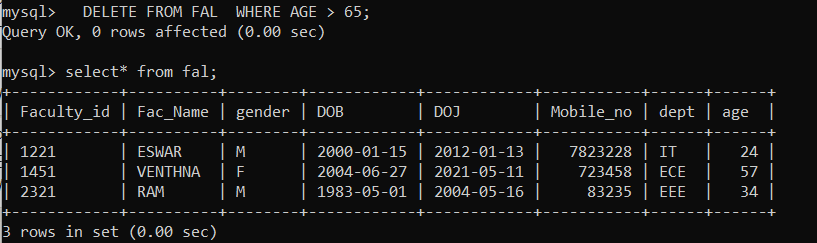 mysql>   DELETE FROM FAL  WHERE AGE > 65;
Query OK, 0 rows affected (0.00 sec)

mysql> select* from fal;
+------------+----------+--------+------------+------------+-----------+------+------+
| Faculty_id | Fac_Name | gender | DOB        | DOJ        | Mobile_no | dept | age  |
+------------+----------+--------+------------+------------+-----------+------+------+
| 1221       | ESWAR    | M      | 2000-01-15 | 2012-01-13 |   7823228 | IT   |   24 |
| 1451       | VENTHNA  | F      | 2004-06-27 | 2021-05-11 |    723458 | ECE  |   57 |
| 2321       | RAM      | M      | 1983-05-01 | 2004-05-16 |     83235 | EEE  |   34 |
+------------+----------+--------+------------+------------+-----------+------+------+
3 rows in set (0.00 sec)